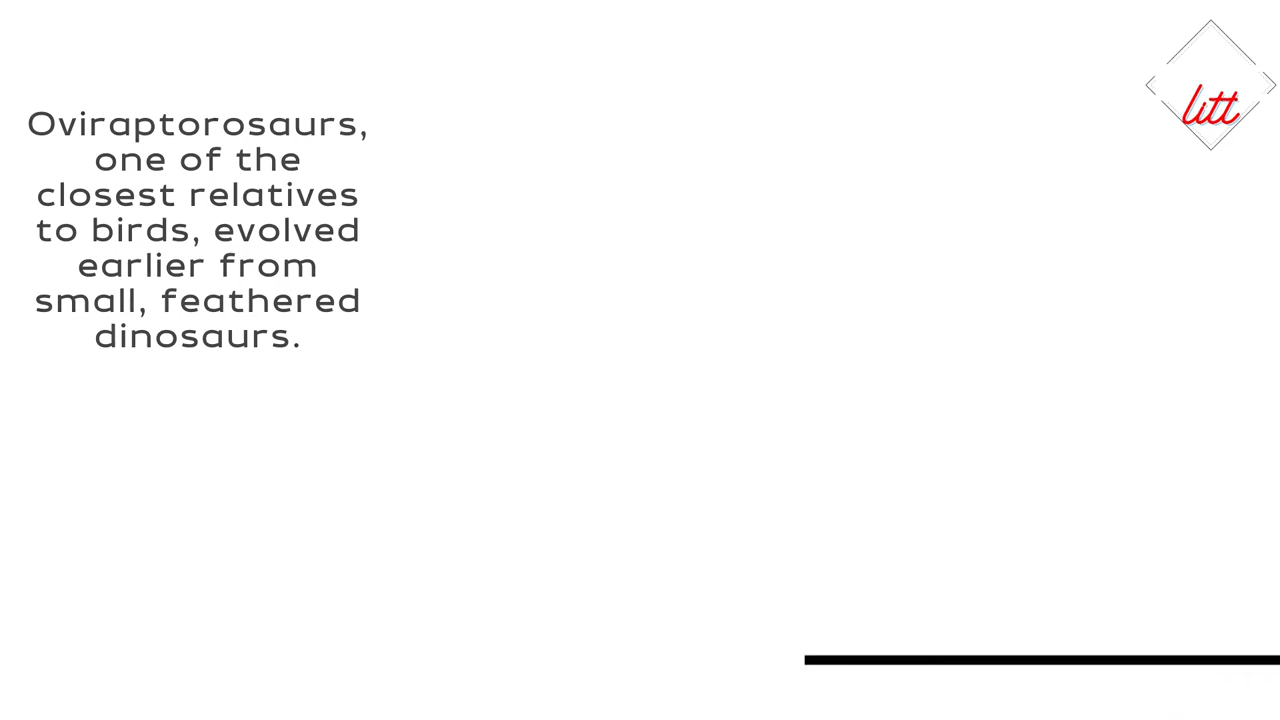 litt
Oviraptorosaurs,
one of the
closest relatives
to birds, evolved
earlier from
small, feathered
dinosaurs.